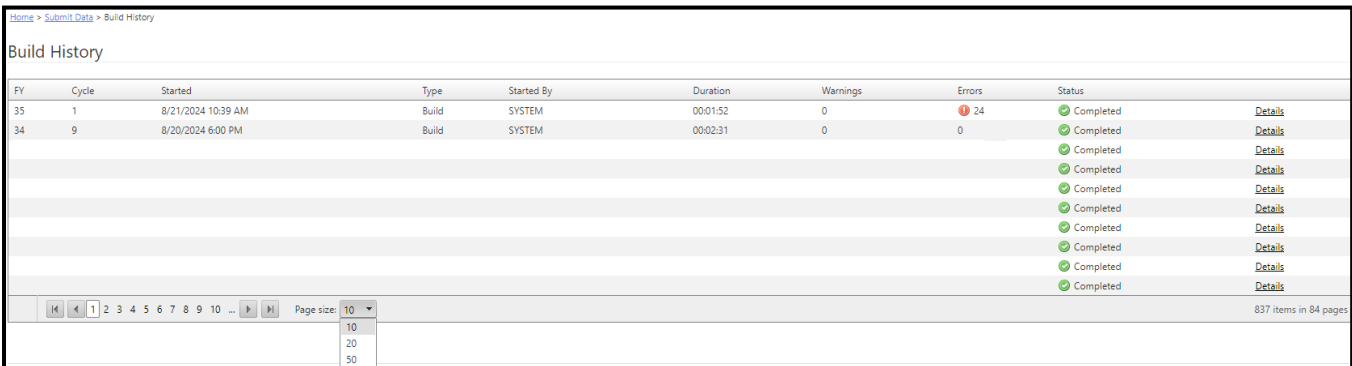 Home > Submit Data > Build History
Build History
FY Cycle Started Type Started By Duration Warnings Errors Status
35 1 8/21/2024 10:39 AM Build SYSTEM 00:01:52 0 24 Completed Details
34 9 8/20/2024 6:00 PM Build SYSTEM 00:02:31 0 0 Completed Details
Completed Details
Completed Details
Completed Details
Completed Details
Completed Details
Completed Details
Completed Details
Completed Details
1 2 3 4 5 6 7 8 9 10 ... Page size: 10 837 items in 84 pages
10
20
50